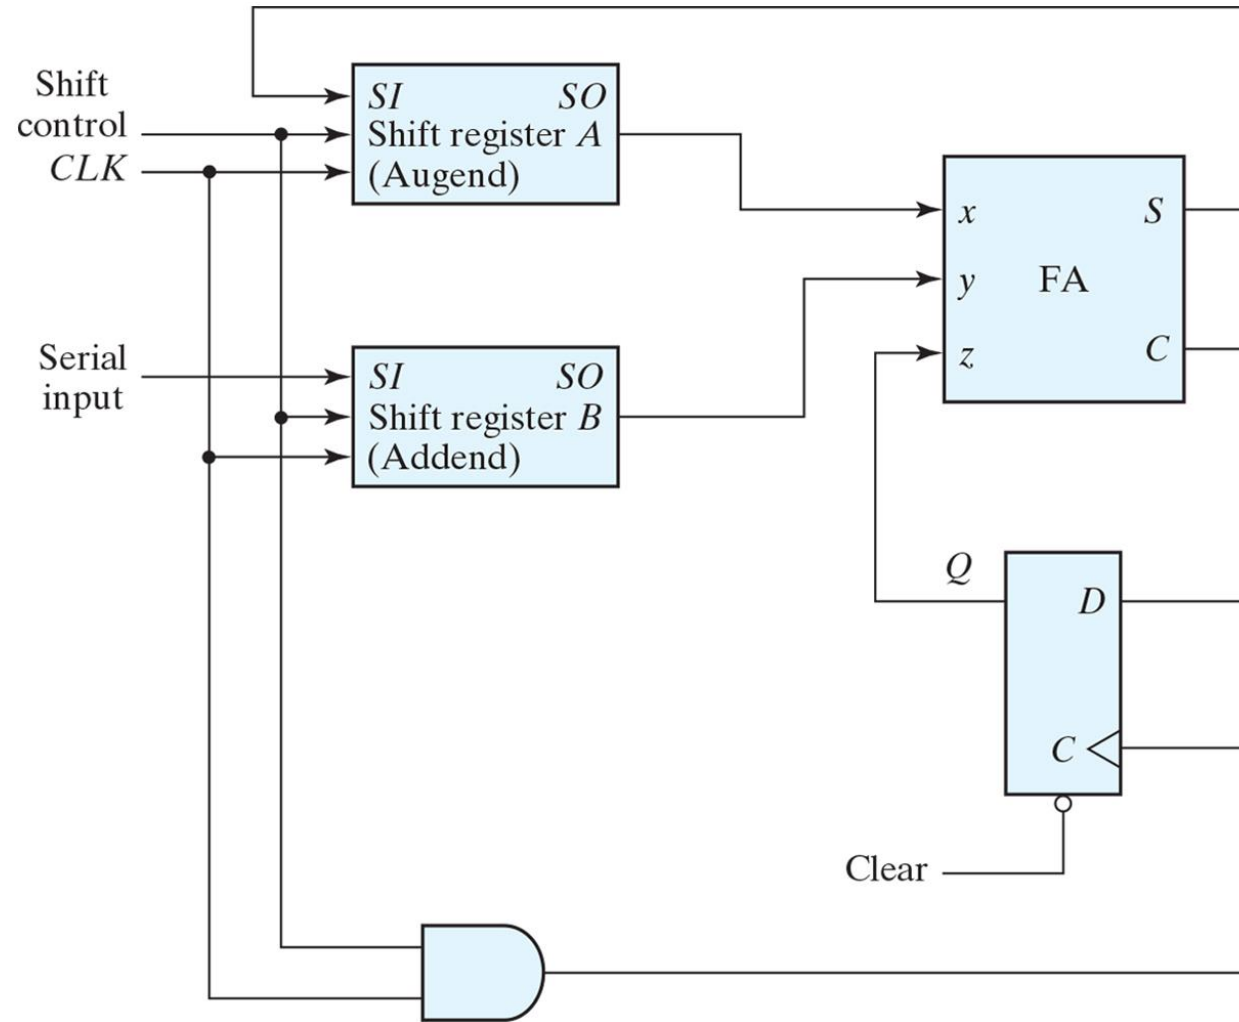 Shift
control
CLK
SI SO
Shift register A
(Augend)
x S
y FA
z C
Serial
input
SI SO
Shift register B
(Addend)
Q
D
C
Clear